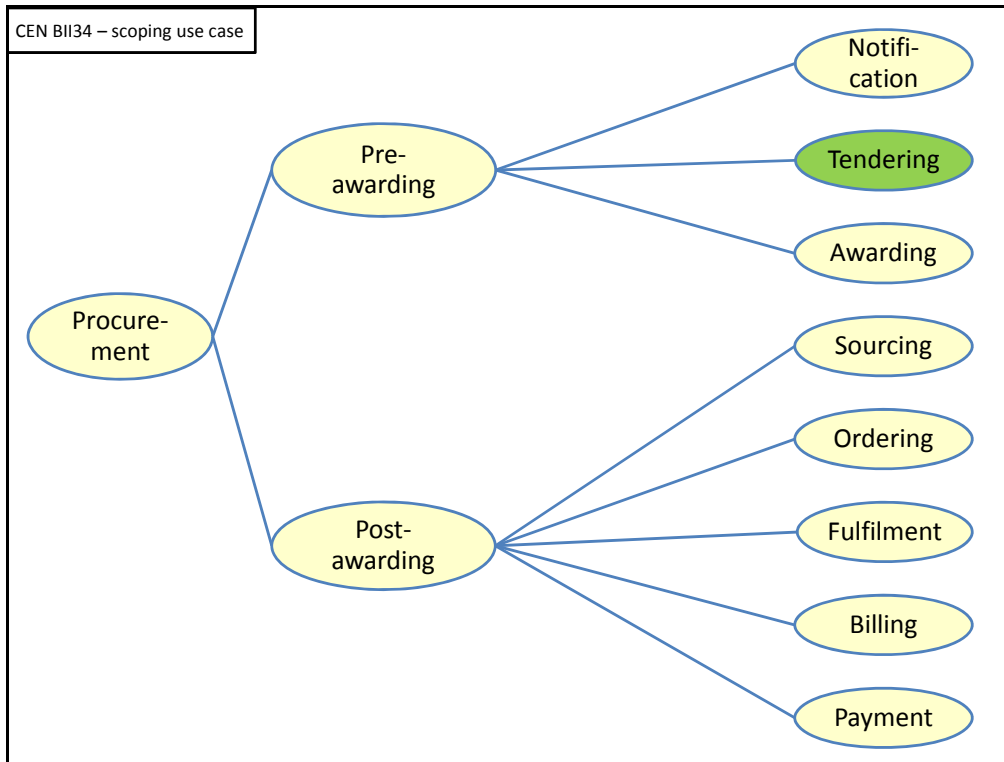 CEN BII34 – scoping use case
Notifi-
cation
Pre-
awarding
Tendering
Awarding
Procure-
ment
Sourcing
Ordering
Post-
awarding
Fulfilment
Billing
Payment